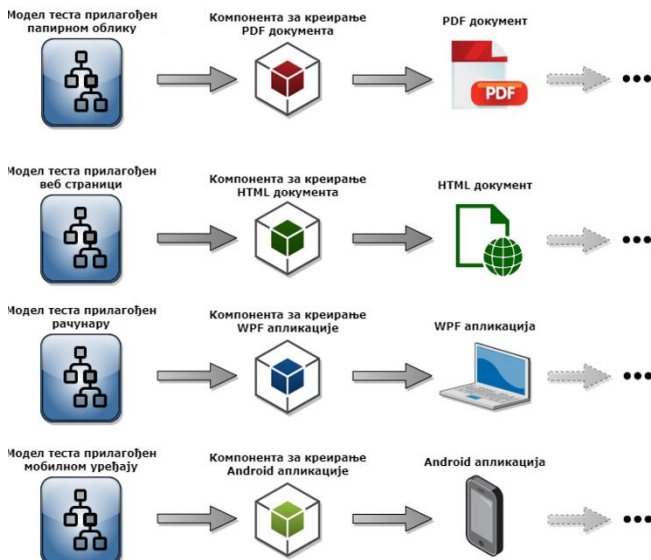 Модел теста прилагођен
папирном облику
Компонента за креирање
PDF документа
PDF документ
PDF
Модел теста прилагођен
веб страници
Компонента за креирање
HTML документа
HTML документ
Модел теста прилагођен
рачунару
Компонента за креирање
WPF апликације
WPF апликација
Модел теста прилагођен
мобилном уређају
Компонента за креирање
Android апликације
Android апликација